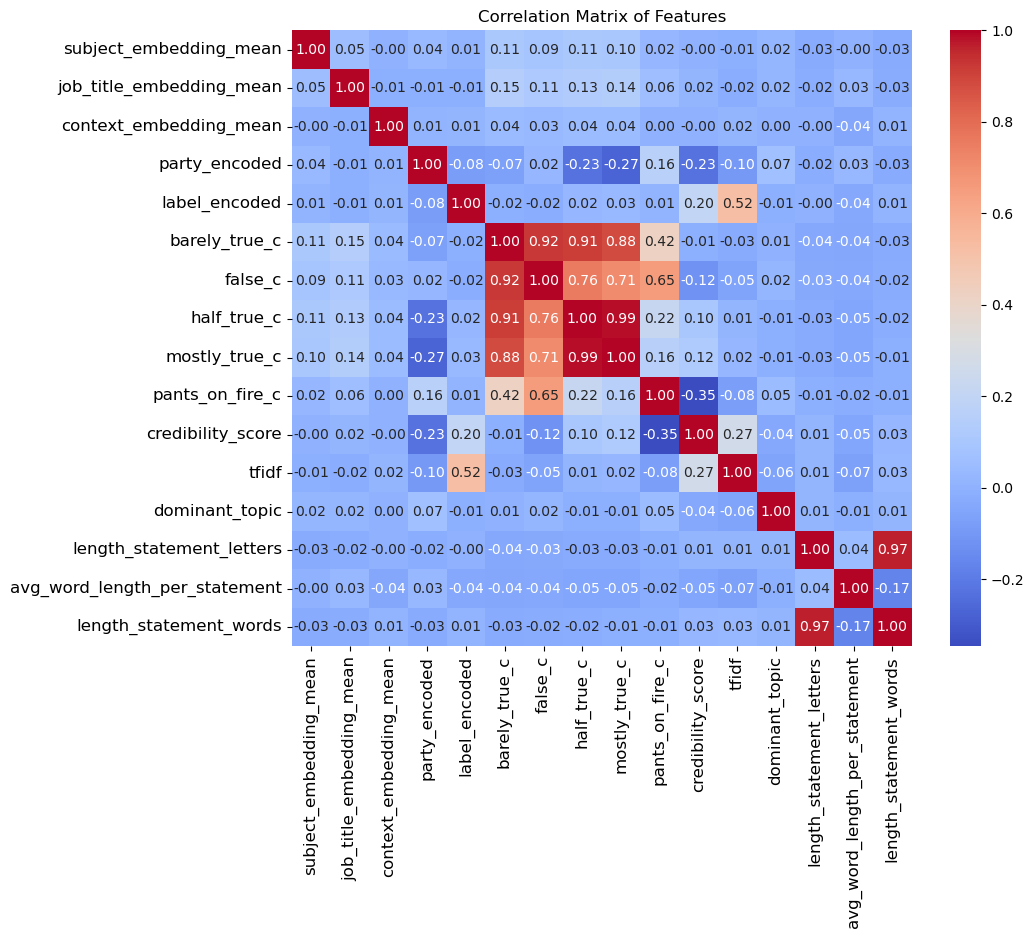 Correlation Matrix of Features
subject_embedding_mean 1.00 0.05 -0.00 0.04 0.01 0.11 0.09 0.11 0.10 0.02 -0.00 -0.01 0.02 -0.03 -0.00 -0.03
job_title_embedding_mean 0.05 1.00 -0.01 -0.01 -0.01 0.15 0.11 0.13 0.14 0.06 0.02 -0.02 0.02 -0.02 0.03 -0.03
context_embedding_mean -0.00 -0.01 1.00 0.01 0.01 0.04 0.03 0.04 0.04 0.00 -0.00 0.02 0.00 -0.00 -0.04 0.01
party_encoded 0.04 -0.01 0.01 1.00 -0.08 -0.07 0.02 -0.23 -0.27 0.16 -0.23 -0.10 0.07 -0.02 0.03 -0.03
label_encoded 0.01 -0.01 0.01 -0.08 1.00 -0.02 -0.02 0.02 0.03 0.01 0.20 0.52 -0.01 -0.00 -0.04 0.01
barely_true_c 0.11 0.15 0.04 -0.07 -0.02 1.00 0.92 0.91 0.88 0.42 -0.01 -0.03 0.01 -0.04 -0.04 -0.03
false_c 0.09 0.11 0.03 0.02 -0.02 0.92 1.00 0.76 0.71 0.65 -0.12 -0.05 0.02 -0.03 -0.04 -0.02
half_true_c 0.11 0.13 0.04 -0.23 0.02 0.91 0.76 1.00 0.99 0.22 0.10 0.01 -0.01 -0.03 -0.05 -0.02
mostly_true_c 0.10 0.14 0.04 -0.27 0.03 0.88 0.71 0.99 1.00 0.16 0.12 0.02 -0.01 -0.03 -0.05 -0.01
pants_on_fire_c 0.02 0.06 0.00 0.16 0.01 0.42 0.65 0.22 0.16 1.00 -0.35 -0.08 0.05 -0.01 -0.02 -0.01
credibility_score -0.00 0.02 -0.00 -0.23 0.20 -0.01 -0.12 0.10 0.12 -0.35 1.00 0.27 -0.04 0.01 -0.05 0.03
tfidf -0.01 -0.02 0.02 -0.10 0.52 -0.03 -0.05 0.01 0.02 -0.08 0.27 1.00 -0.06 0.01 -0.07 0.03
dominant_topic 0.02 0.02 0.00 0.07 -0.01 0.01 0.02 -0.01 -0.01 0.05 -0.04 -0.06 1.00 0.01 -0.01 0.01
length_statement_letters -0.03 -0.02 -0.00 -0.02 -0.00 -0.04 -0.03 -0.03 -0.03 -0.01 0.01 0.01 0.01 1.00 0.04 0.97
avg_word_length_per_statement -0.00 0.03 -0.04 0.03 -0.04 -0.04 -0.04 -0.05 -0.05 -0.02 -0.05 -0.07 -0.01 0.04 1.00 -0.17
length_statement_words -0.03 -0.03 0.01 -0.03 0.01 -0.03 -0.02 -0.02 -0.01 -0.01 0.03 0.03 0.01 0.97 -0.17 1.00
subject_embedding_mean
job_title_embedding_mean
context_embedding_mean
party_encoded
label_encoded
barely_true_c
false_c
half_true_c
mostly_true_c
pants_on_fire_c
credibility_score
tfidf
dominant_topic
length_statement_letters
avg_word_length_per_statement
length_statement_words
1.0
0.8
0.6
0.4
0.2
0.0
−0.2